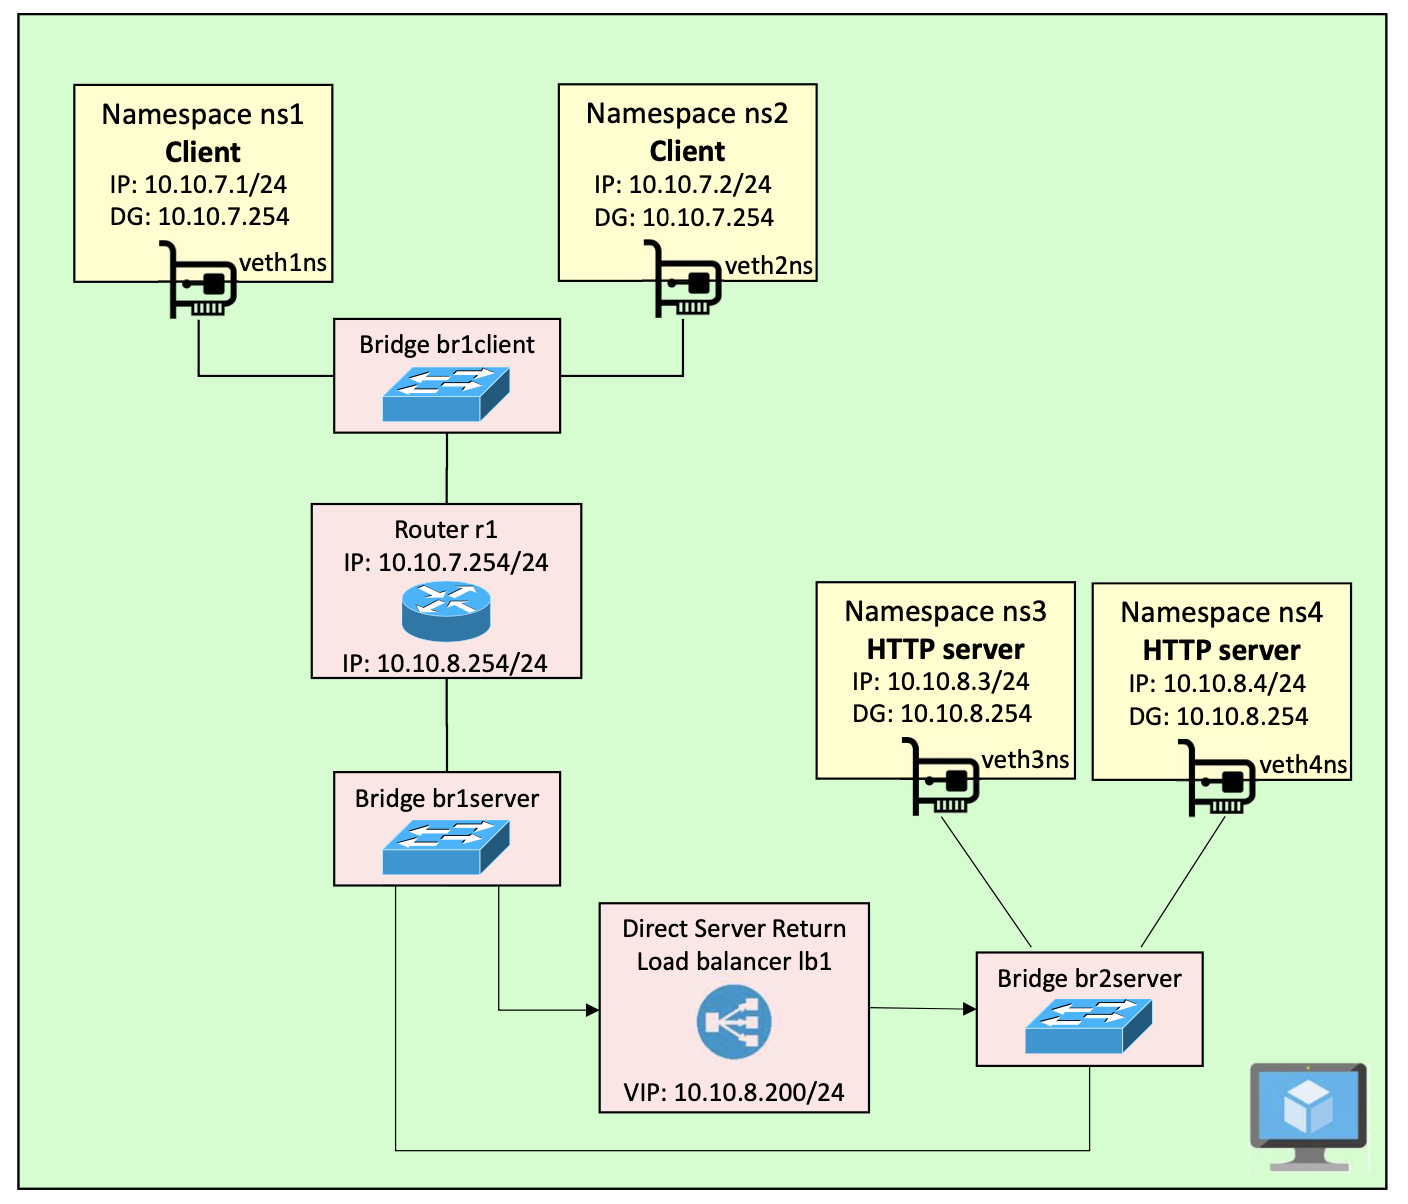 Namespace ns1
Client
IP: 10.10.7.1/24
DG: 10.10.7.254
veth1ns
Namespace ns2
Client
IP: 10.10.7.2/24
DG: 10.10.7.254
veth2ns
Bridge br1client
Router r1
IP: 10.10.7.254/24
IP: 10.10.8.254/24
Namespace ns3
HTTP server
IP: 10.10.8.3/24
DG: 10.10.8.254
veth3ns
Namespace ns4
HTTP server
IP: 10.10.8.4/24
DG: 10.10.8.254
veth4ns
Bridge br1server
Direct Server Return
Load balancer lb1
VIP: 10.10.8.200/24
Bridge br2server